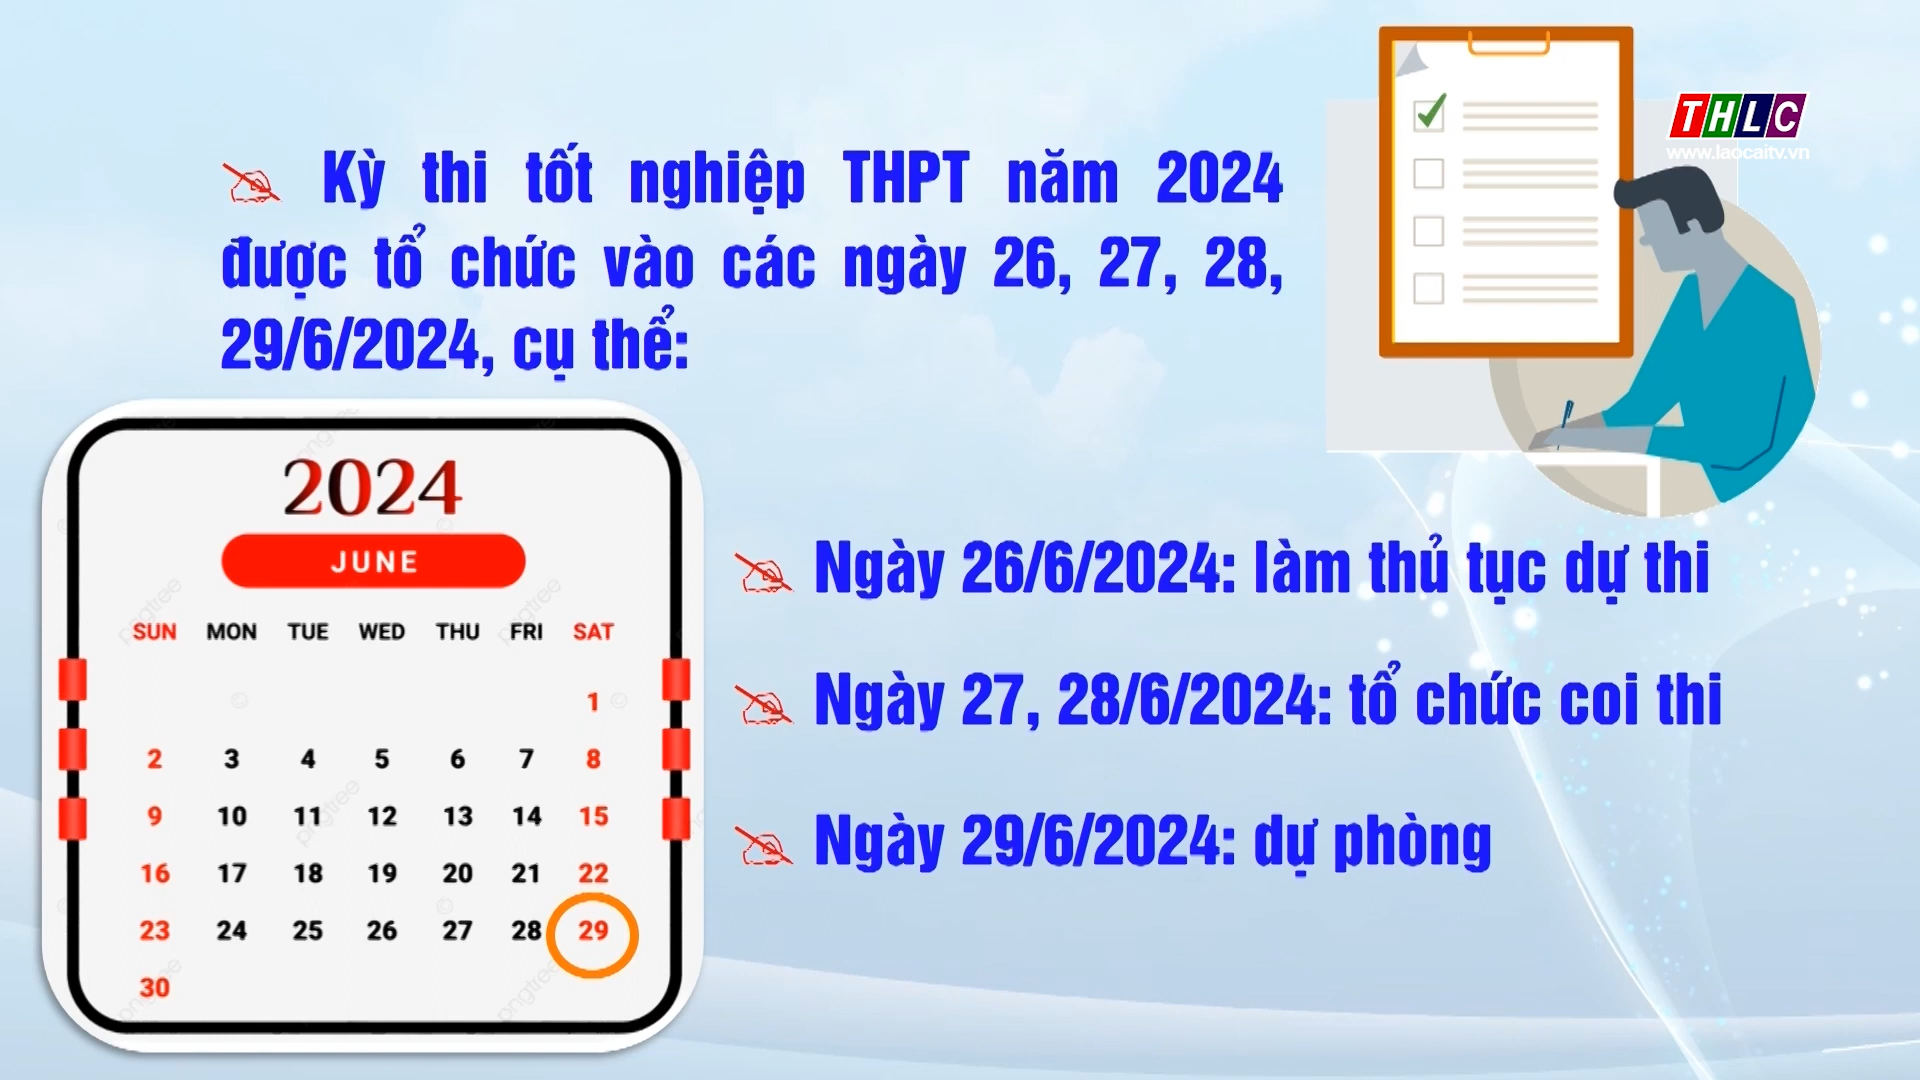 THLC
www.laocaitv.vn
Kỳ thi tốt nghiệp THPT năm 2024
được tổ chức vào các ngày 26, 27, 28,
29/6/2024, cụ thể:
2024
JUNE
SUN MON TUE WED THU FRI SAT
1
2 3 4 5 6 7 8
9 10 11 12 13 14 15
16 17 18 19 20 21 22
23 24 25 26 27 28 29
30
Ngày 26/6/2024: làm thủ tục dự thi
Ngày 27, 28/6/2024: tổ chức coi thi
Ngày 29/6/2024: dự phòng